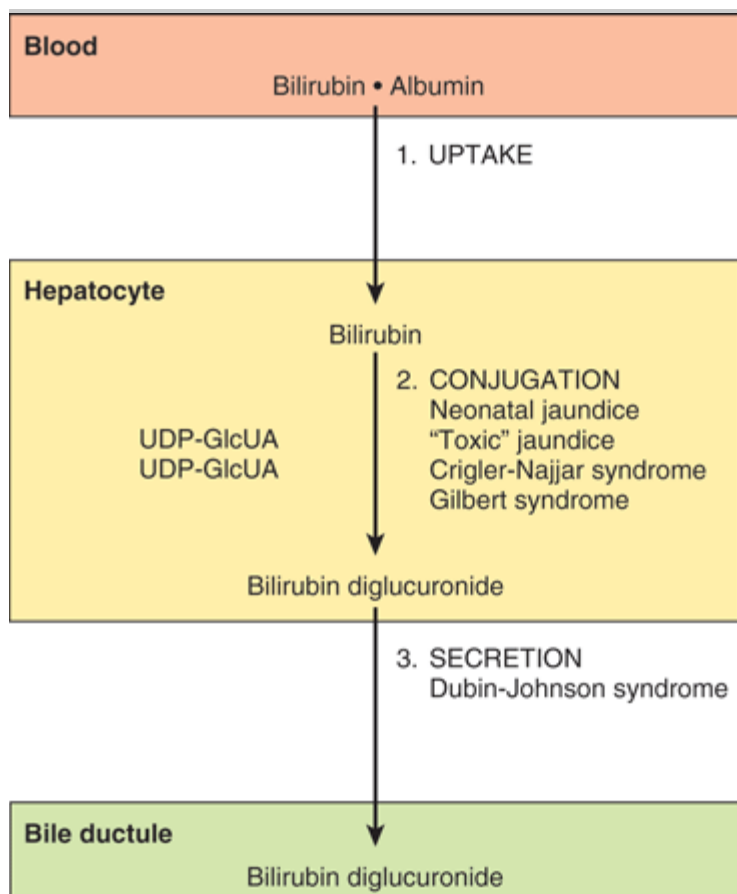 Blood
Bilirubin • Albumin
1. UPTAKE
Hepatocyte
Bilirubin
2. CONJUGATION
Neonatal jaundice
“Toxic” jaundice
Crigler-Najjar syndrome
Gilbert syndrome
UDP-GlcUA
UDP-GlcUA
Bilirubin diglucuronide
3. SECRETION
Dubin-Johnson syndrome
Bile ductule
Bilirubin diglucuronide